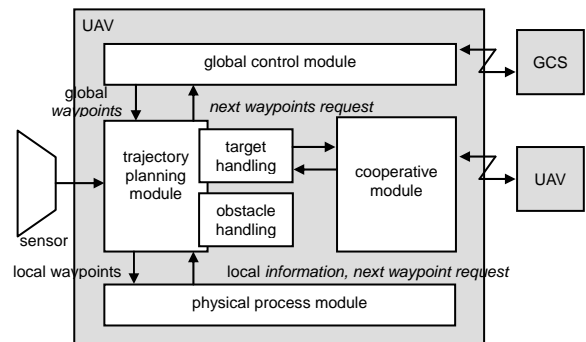 UAV
global control module
GCS
global
waypoints
next waypoints request
trajectory
planning
module
target
handling
cooperative
module
UAV
obstacle
handling
sensor
local waypoints
local information, next waypoint request
physical process module